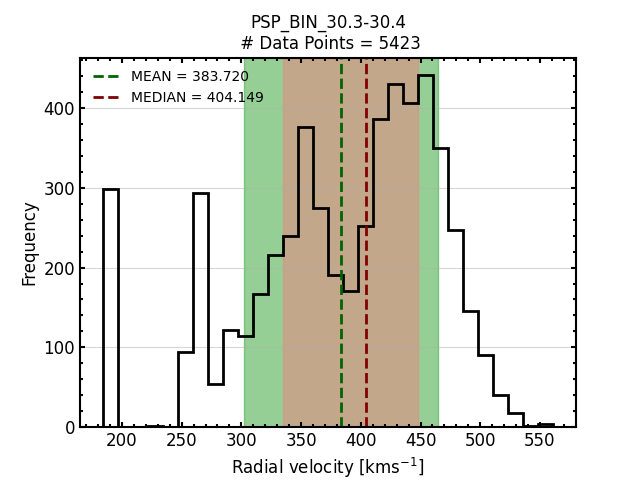 PSP_BIN_30.3-30.4
# Data Points = 5423
MEAN = 383.720
MEDIAN = 404.149
Frequency
400
300
200
100
0
200 250 300 350 400 450 500 550
Radial velocity [kms⁻¹]